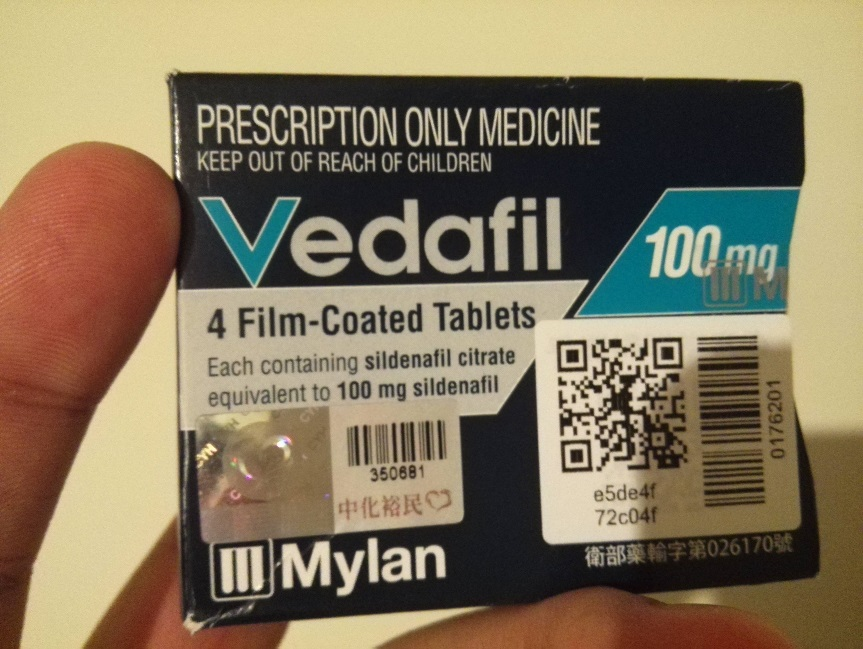 PRESCRIPTION ONLY MEDICINE
KEEP OUT OF REACH OF CHILDREN
Vedafil
100 mg
4 Film-Coated Tablets
Each containing sildenafil citrate
equivalent to 100 mg sildenafil
350681
中化裕民
e5de4f
72c04f
0176201
Mylan
衛部藥輸字第026170號